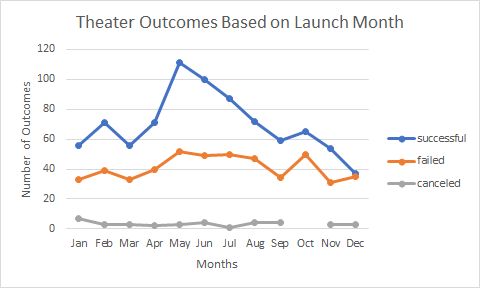 Theater Outcomes Based on Launch Month
120
100
80
60
40
20
0
Number of Outcomes
Jan Feb Mar Apr May Jun Jul Aug Sep Oct Nov Dec
Months
successful
failed
canceled